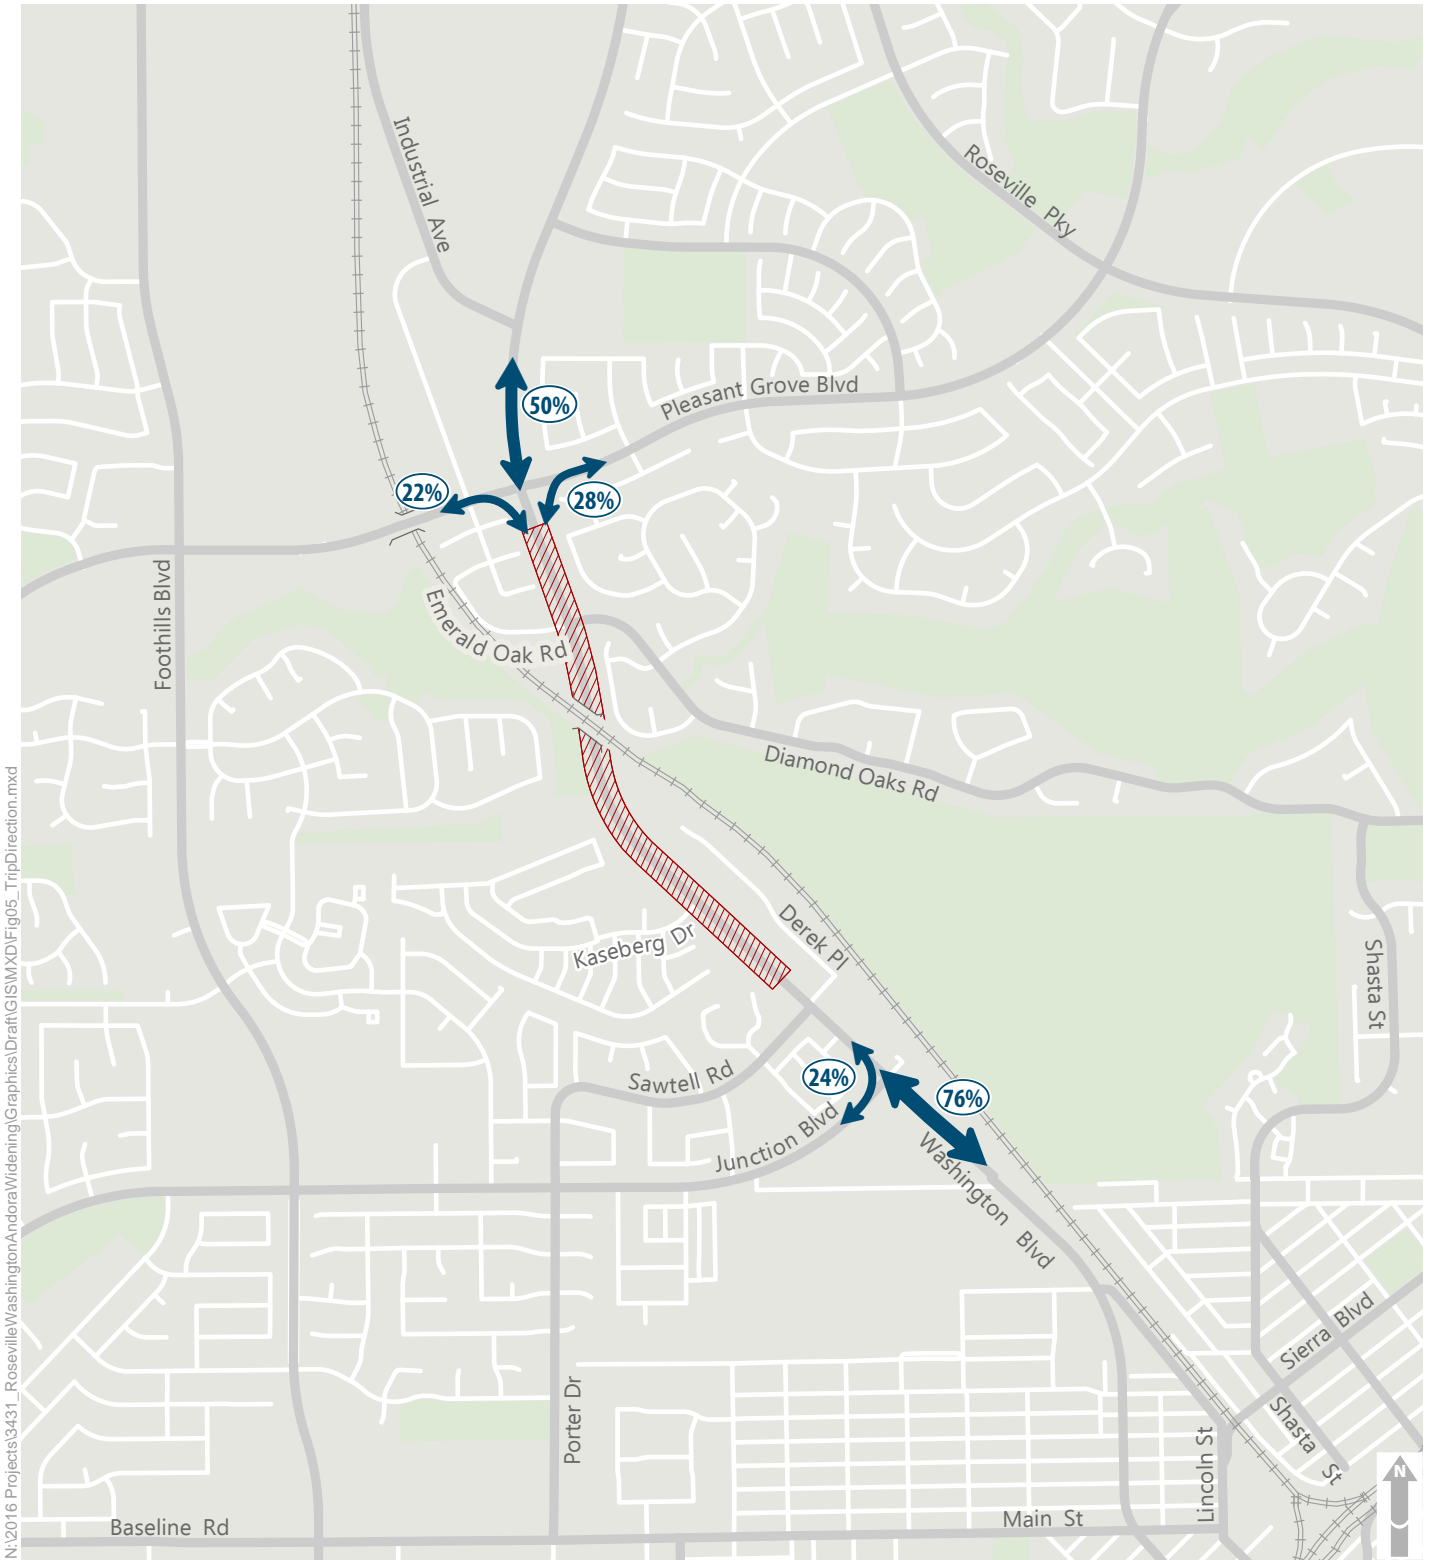 Industrial Ave
Roseville Pky
50%
Pleasant Grove Blvd
22%
28%
Foothills Blvd
Emerald Oak Rd
Diamond Oaks Rd
Kaseberg Dr
Derek Pl
Shasta St
Sawtell Rd
24%
76%
Junction Blvd
Washington Blvd
Sierra Blvd
Porter Dr
Lincoln St
Shasta St
Baseline Rd
Main St
N
N:\2016 Projects\3431_RosevilleWashingtonAndoraWidening\Graphics\Draft\GIS\MXD\Fig05_TripDirection.mxd